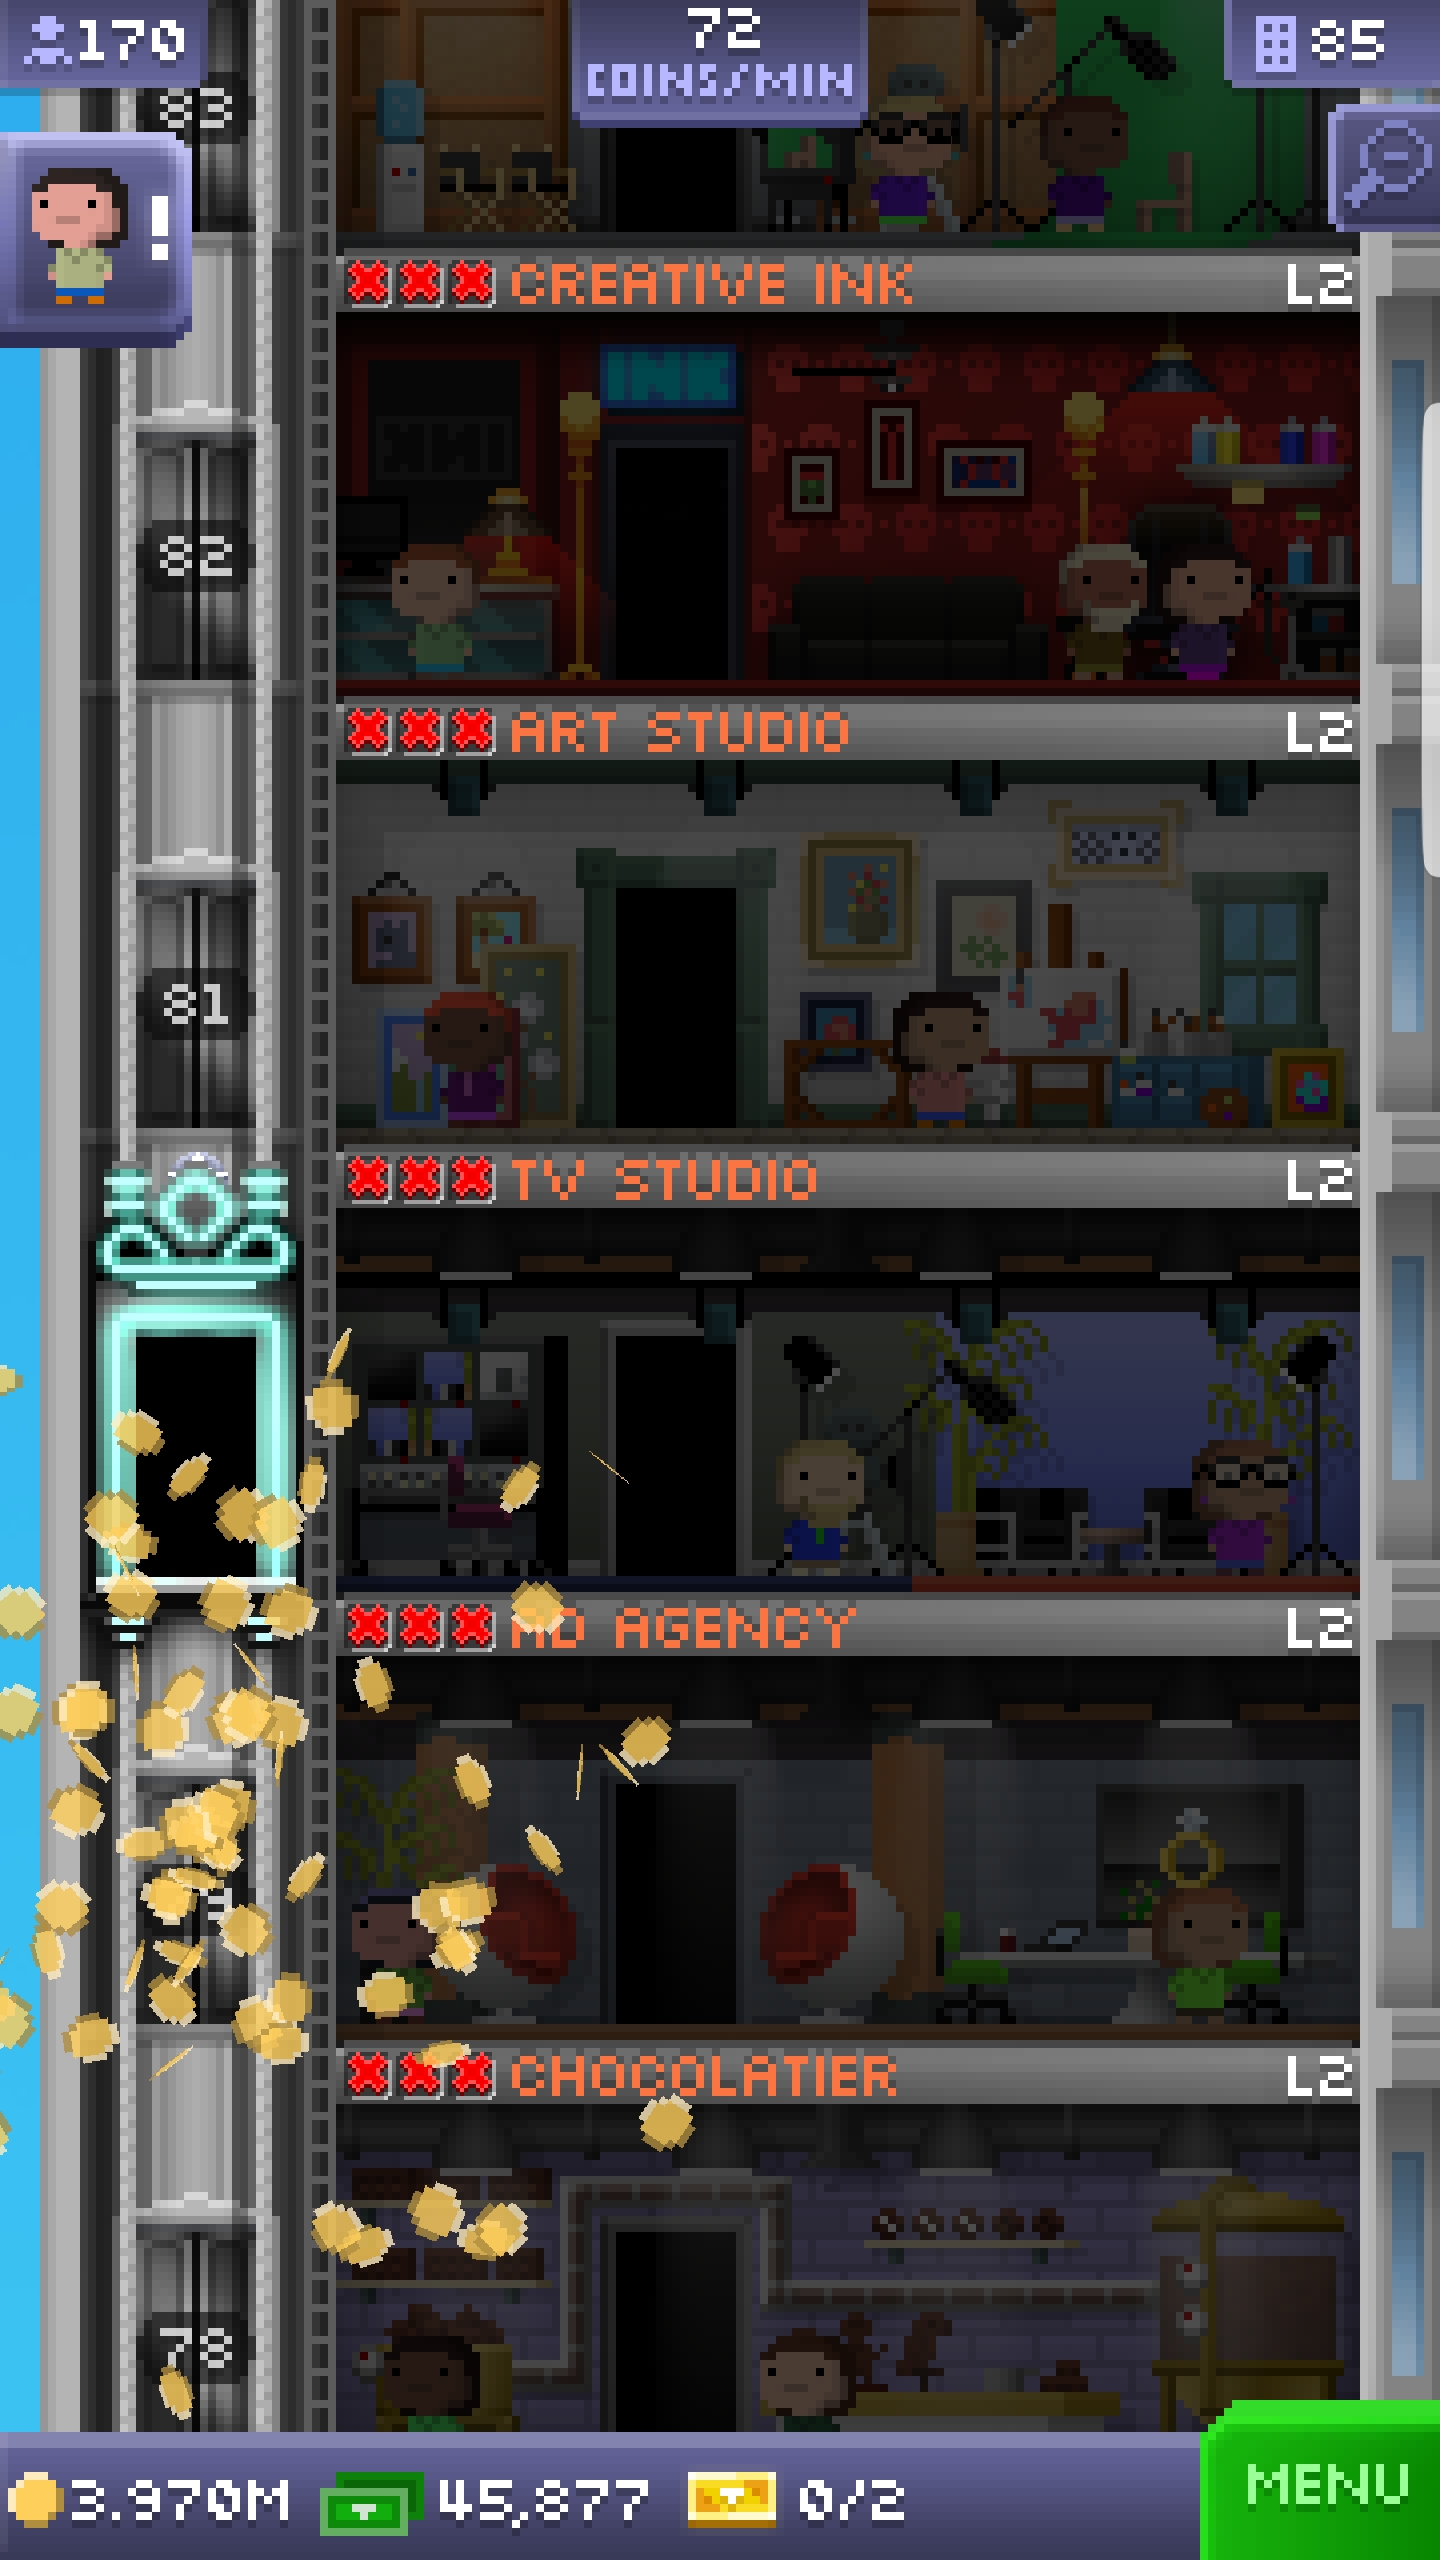 170
72
COINS/MIN
85
83
!
CREATIVE INK L2
INK
82
ART STUDIO L2
81
TV STUDIO L2
AD AGENCY L2
CHOCOLATIER L2
78
3.970M 45,877 0/2
MENU